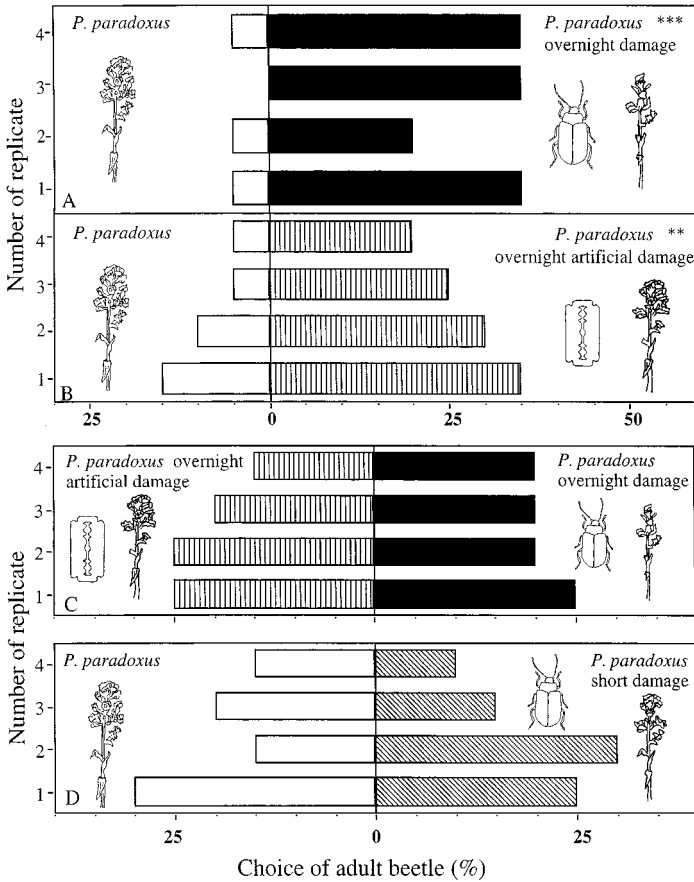 P. paradoxus
P. paradoxus ***
overnight damage
4
3
2
1
A
Number of replicate
P. paradoxus
P. paradoxus **
overnight artificial damage
4
3
2
1
B
25 0 25 50
P. paradoxus overnight
artificial damage
P. paradoxus
overnight damage
4
3
2
1
C
Number of replicate
P. paradoxus
P. paradoxus
short damage
4
3
2
1
D
25 0 25
Choice of adult beetle (%)